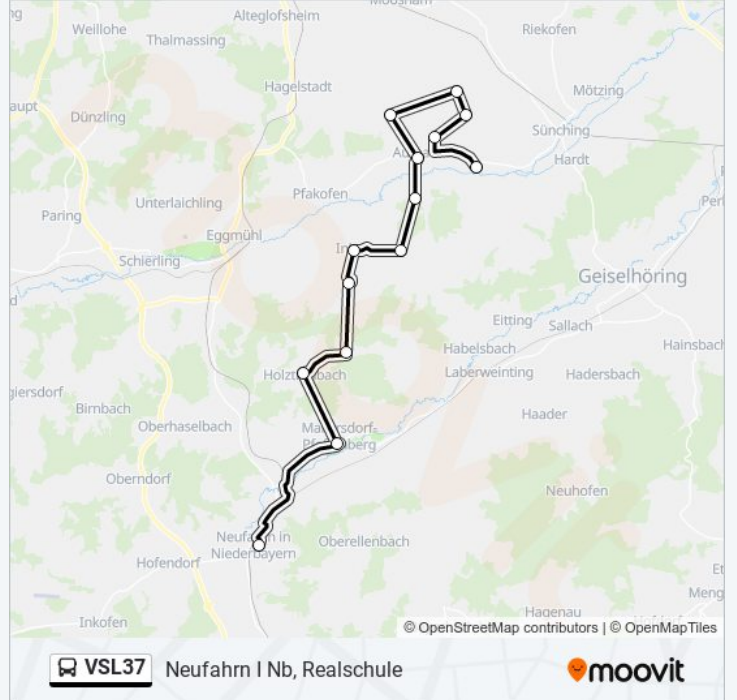 Moosham
Alteglofsheim
Weillohe
Riekofen
Thalmassing
Hagelstadt
Mötzing
Dünzling
Sünching
Hardt
Pfakofen
Unterlaichling
Paring
Eggmühl
Schierling
Geiselhöring
Eitting
Sallach
Habelsbach
Hainsbach
Laberweinting
Hadersbach
Birnbach
Haader
Oberhaselbach
Oberndorf
Neuhofen
Niederbayern
Oberellenbach
Hofendorf
Hagenau
Inkofen
© OpenStreetMap contributors | © OpenMapTiles
VSL37
Neufahrn I Nb, Realschule
moovit